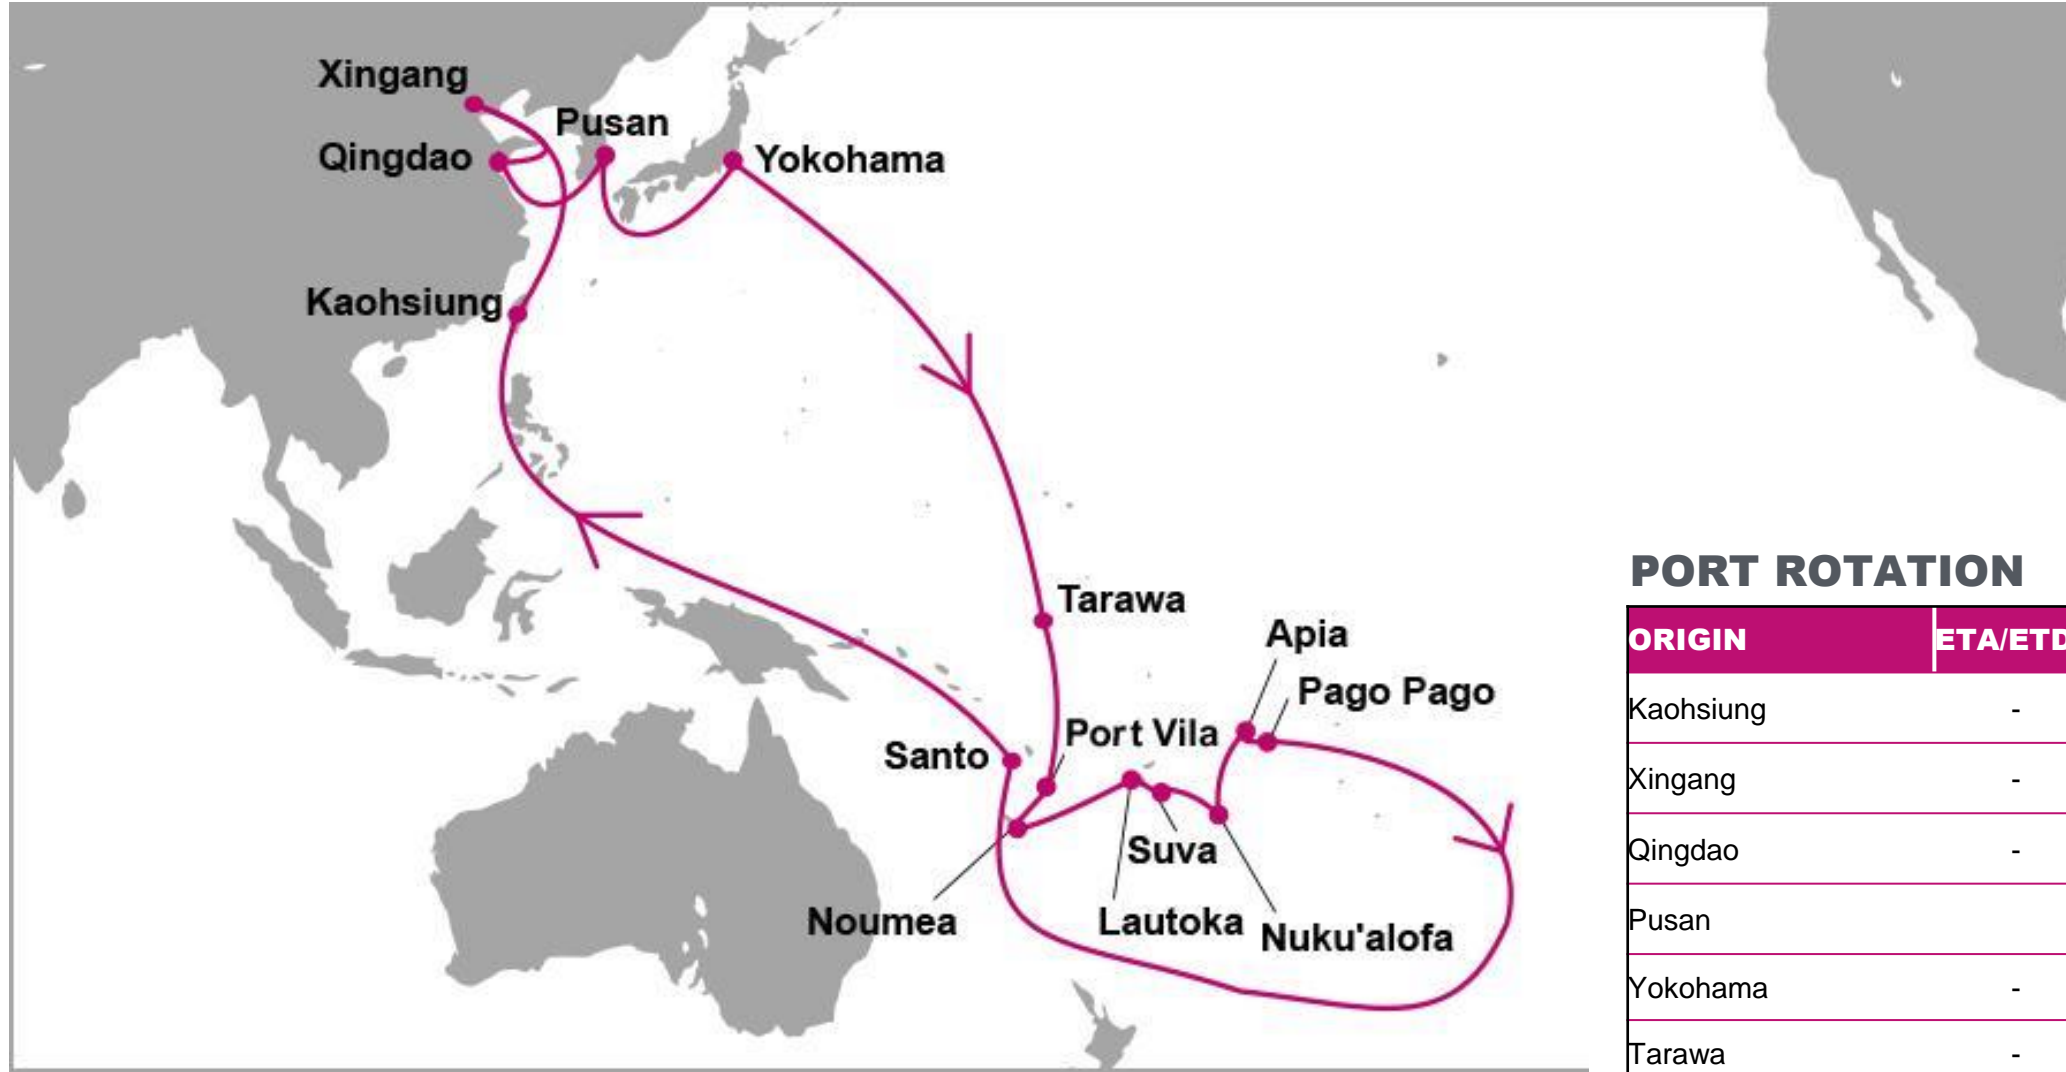 Xingang
Pusan
Qingdao
Yokohama
Kaohsiung
Tarawa
Apia
Pago Pago
Port Vila
Santo
Suva
Noumea
Lautoka
Nuku'alofa
PORT ROTATION
ORIGIN ETA/ETD
Kaohsiung -
Xingang -
Qingdao -
Pusan
Yokohama -
Tarawa -